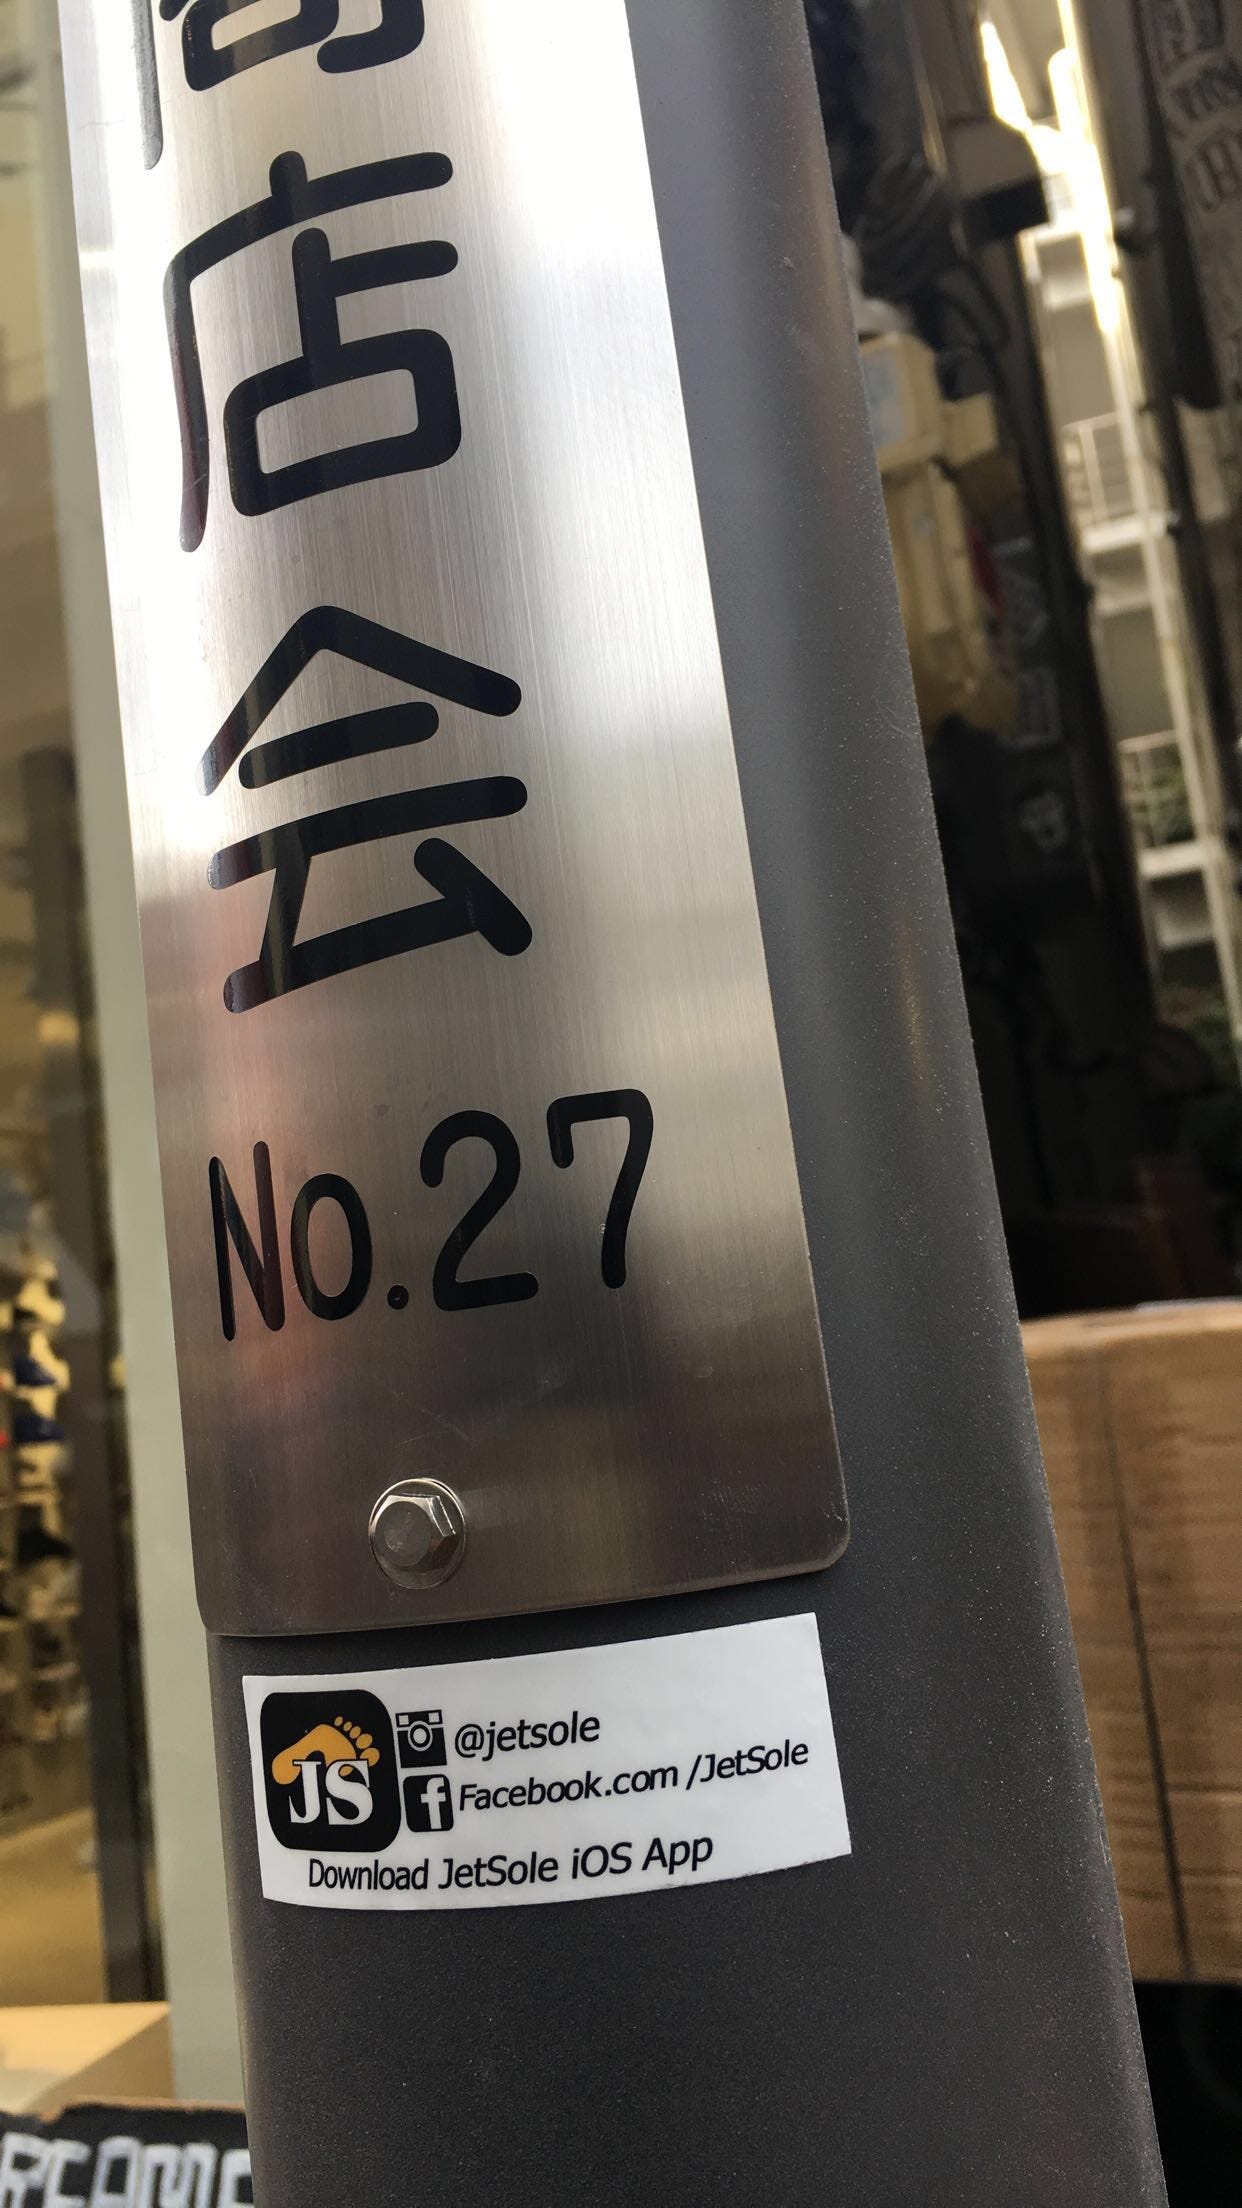 店会
No.27
JS
@jetsole
Facebook.com /JetSole
Download JetSole iOS App